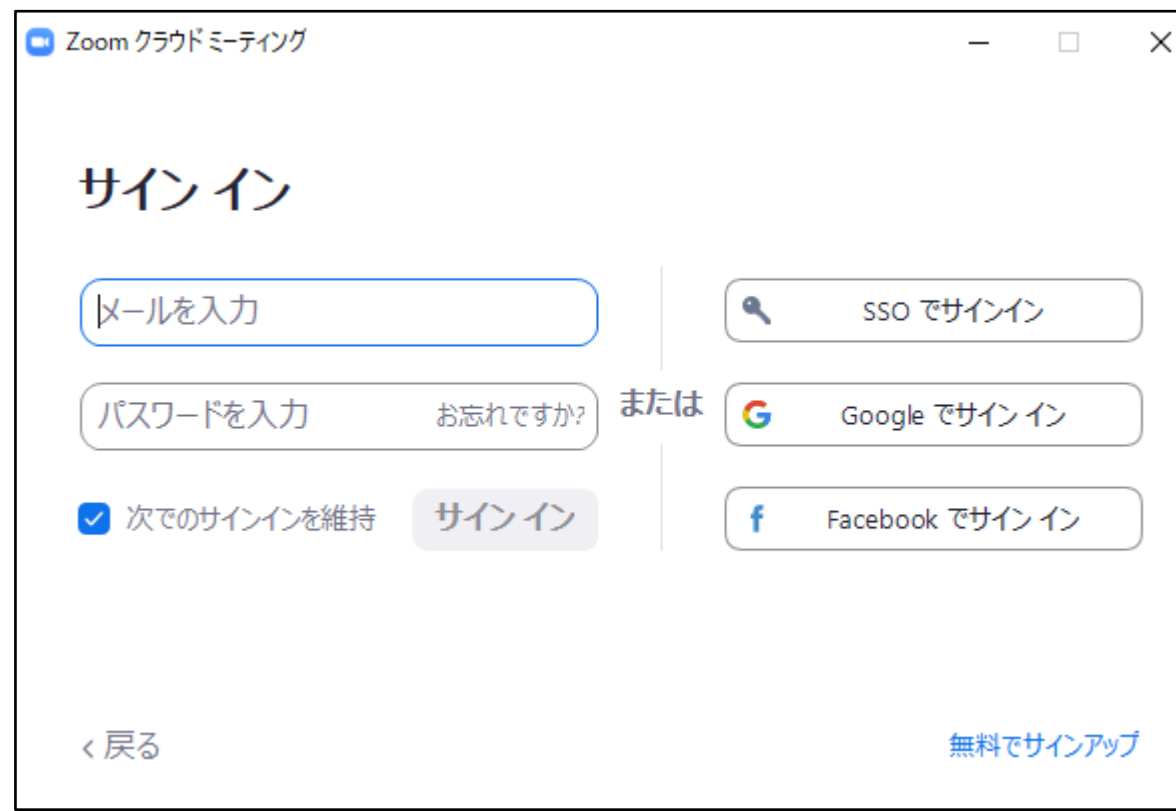 Zoom クラウド ミーティング
サイン イン
メールを入力
パスワードを入力 お忘れですか?
次でのサインインを維持 サイン イン
または
SSO でサインイン
Google でサイン イン
Facebook でサイン イン
< 戻る
無料でサインアップ